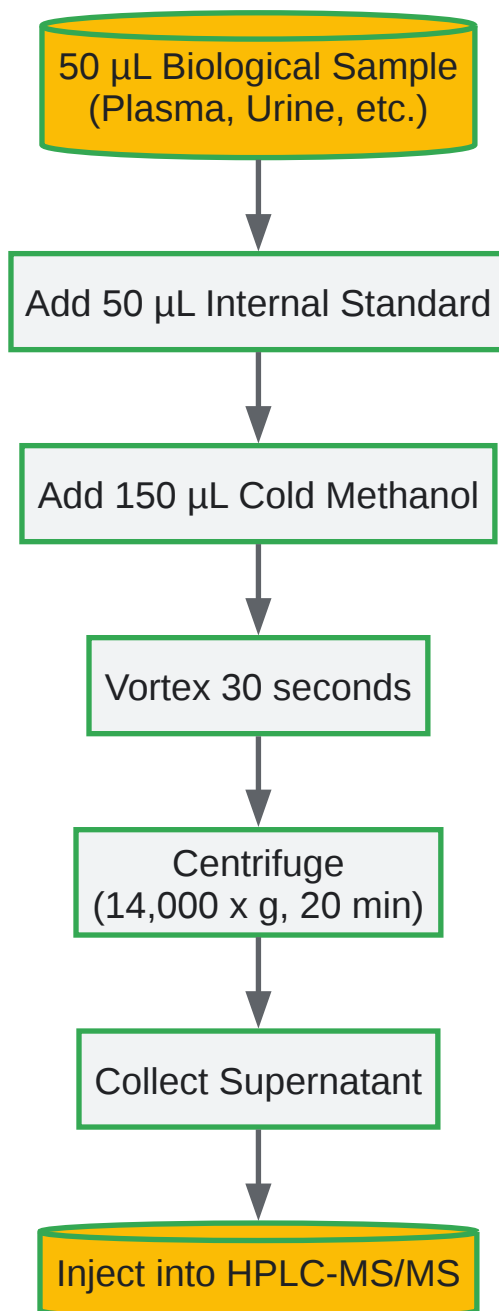 50 µL Biological Sample
(Plasma, Urine, etc.)
Add 50 µL Internal Standard
Add 150 µL Cold Methanol
Vortex 30 seconds
Centrifuge
(14,000 x g, 20 min)
Collect Supernatant
Inject into HPLC-MS/MS